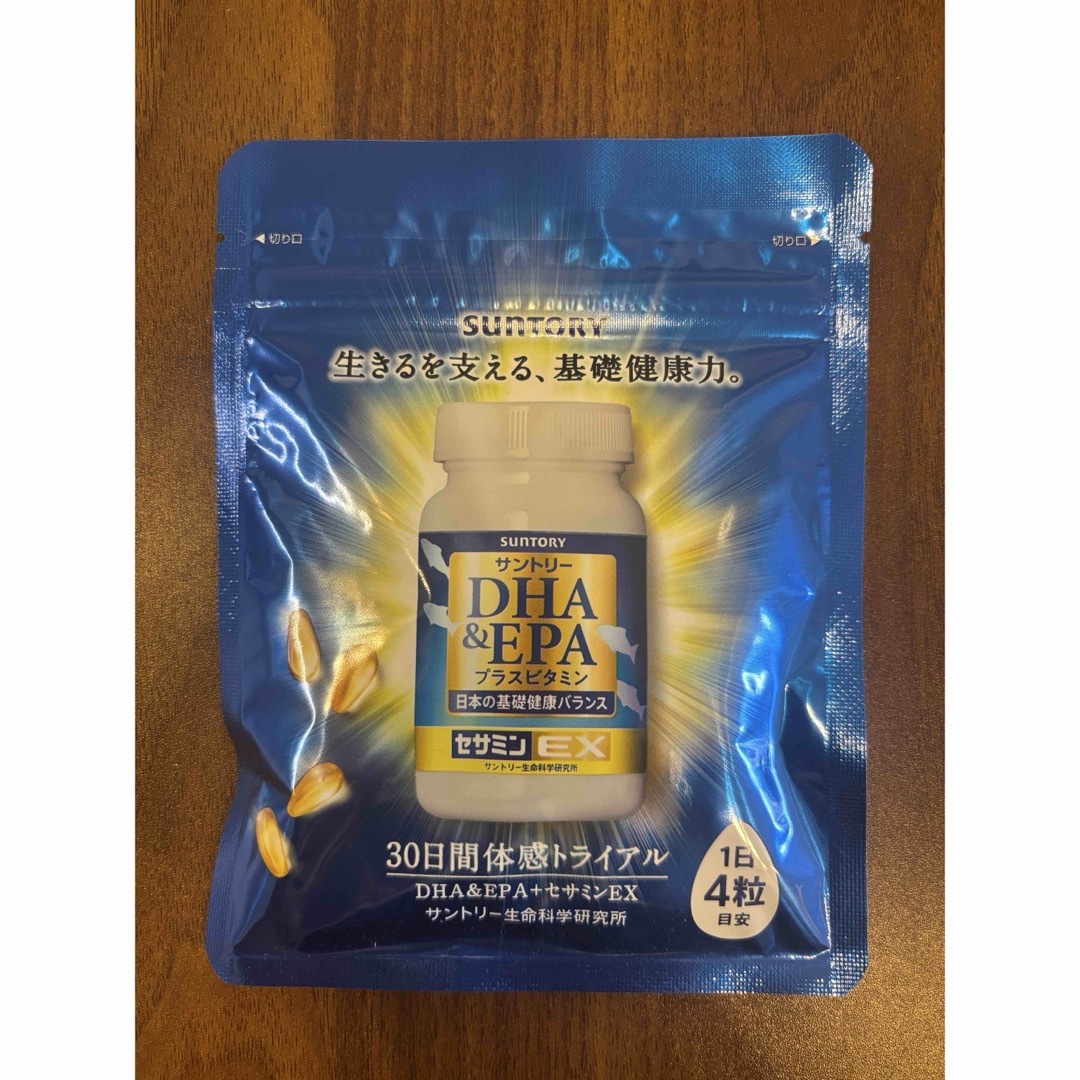 ◀切り口
切り口▶
SUNTORY
生きるを支える、基礎健康力。
SUNTORY
サントリー
DHA
&EPA
プラスビタミン
日本の基礎健康バランス
セサミンEX
サントリー生命科学研究所
30日間体感トライアル
DHA&EPA+セサミンEX
サントリー生命科学研究所
1日
4粒
目安